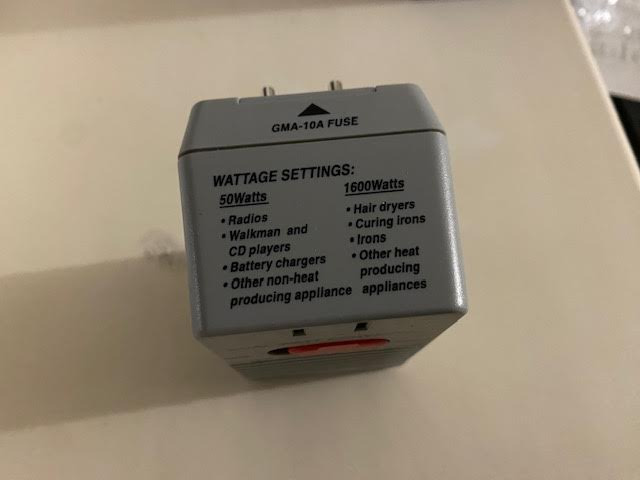 GMA-10A FUSE
WATTAGE SETTINGS:
50Watts
• Radios
• Walkman and
CD players
• Battery chargers
• Other non-heat
producing appliance
1600Watts
• Hair dryers
• Curing irons
• Irons
• Other heat
producing
appliances